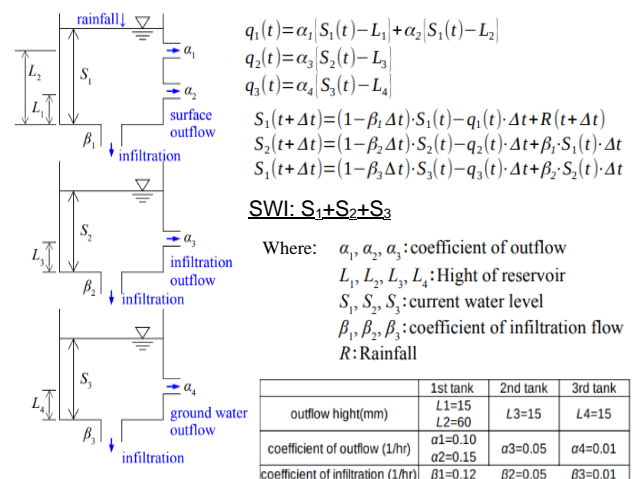 rainfall↓
L₂
L₁
S₁
α₁
α₂
surface
outflow
β₁
infiltration
S₂
L₃
α₃
infiltration
outflow
β₂
infiltration
S₃
L₄
α₄
ground water
outflow
β₃
infiltration
q₁(t)=α₁|S₁(t)−L₁|+α₂|S₁(t)−L₂|
q₂(t)=α₃|S₂(t)−L₃|
q₃(t)=α₄|S₃(t)−L₄|
S₁(t+Δt)=(1−β₁Δt)·S₁(t)−q₁(t)·Δt+R(t+Δt)
S₂(t+Δt)=(1−β₂Δt)·S₂(t)−q₂(t)·Δt+β₁·S₁(t)·Δt
S₁(t+Δt)=(1−β₃Δt)·S₃(t)−q₃(t)·Δt+β₂·S₂(t)·Δt
SWI: S₁+S₂+S₃
Where: α₁, α₂, α₃:coefficient of outflow
L₁, L₂, L₃, L₄:Hight of reservoir
S₁, S₂, S₃:current water level
β₁, β₂, β₃:coefficient of infiltration flow
R:Rainfall
1st tank 2nd tank 3rd tank
outflow hight(mm) L1=15 L2=60 L3=15 L4=15
coefficient of outflow (1/hr) α1=0.10 α2=0.15 α3=0.05 α4=0.01
coefficient of infiltration (1/hr) β1=0.12 β2=0.05 β3=0.01